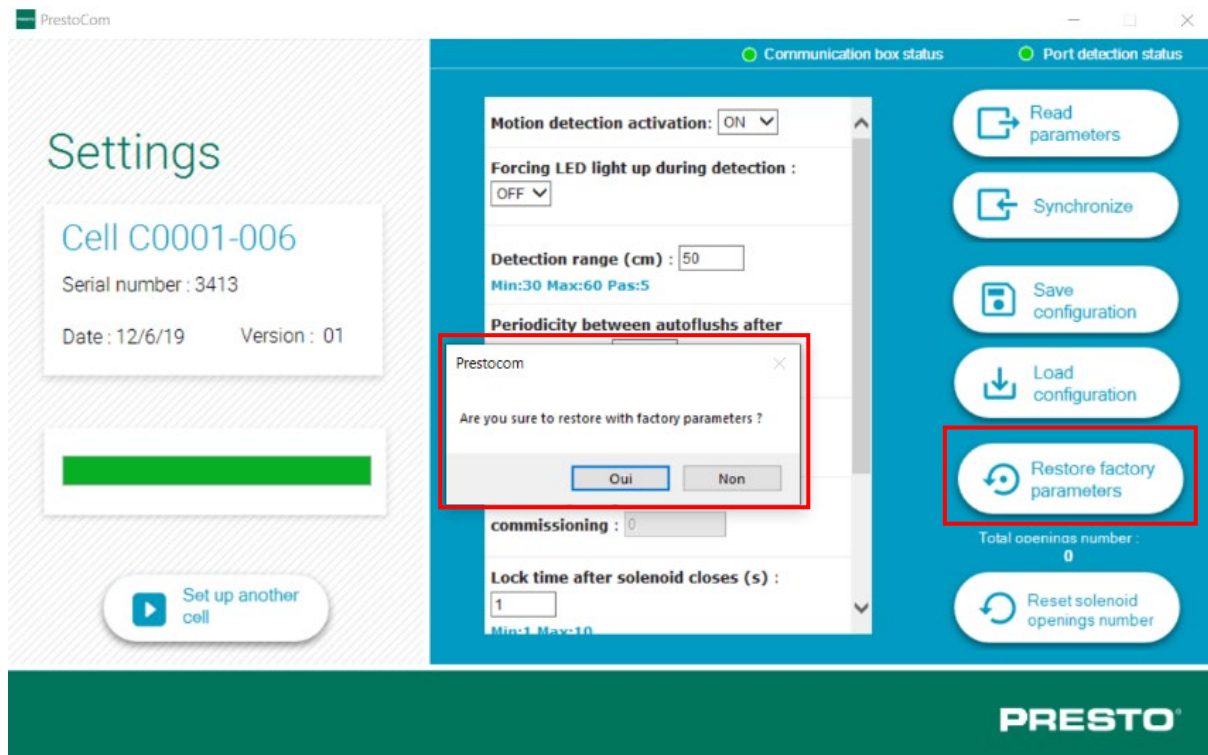 PrestoCom
Communication box status
Port detection status
Settings
Cell C0001-006
Serial number : 3413
Date : 12/6/19
Version : 01
Set up another
cell
Motion detection activation: ON
Forcing LED light up during detection :
OFF
Detection range (cm) : 50
Min:30 Max:60 Pas:5
Periodicity between autoflushs after
Prestocom
Are you sure to restore with factory parameters ?
Oui
Non
commissioning : 0
Lock time after solenoid closes (s) :
1
Min:1 Max:10
Read
parameters
Synchronize
Save
configuration
Load
configuration
Restore factory
parameters
Total openings number :
0
Reset solenoid
openings number
PRESTO